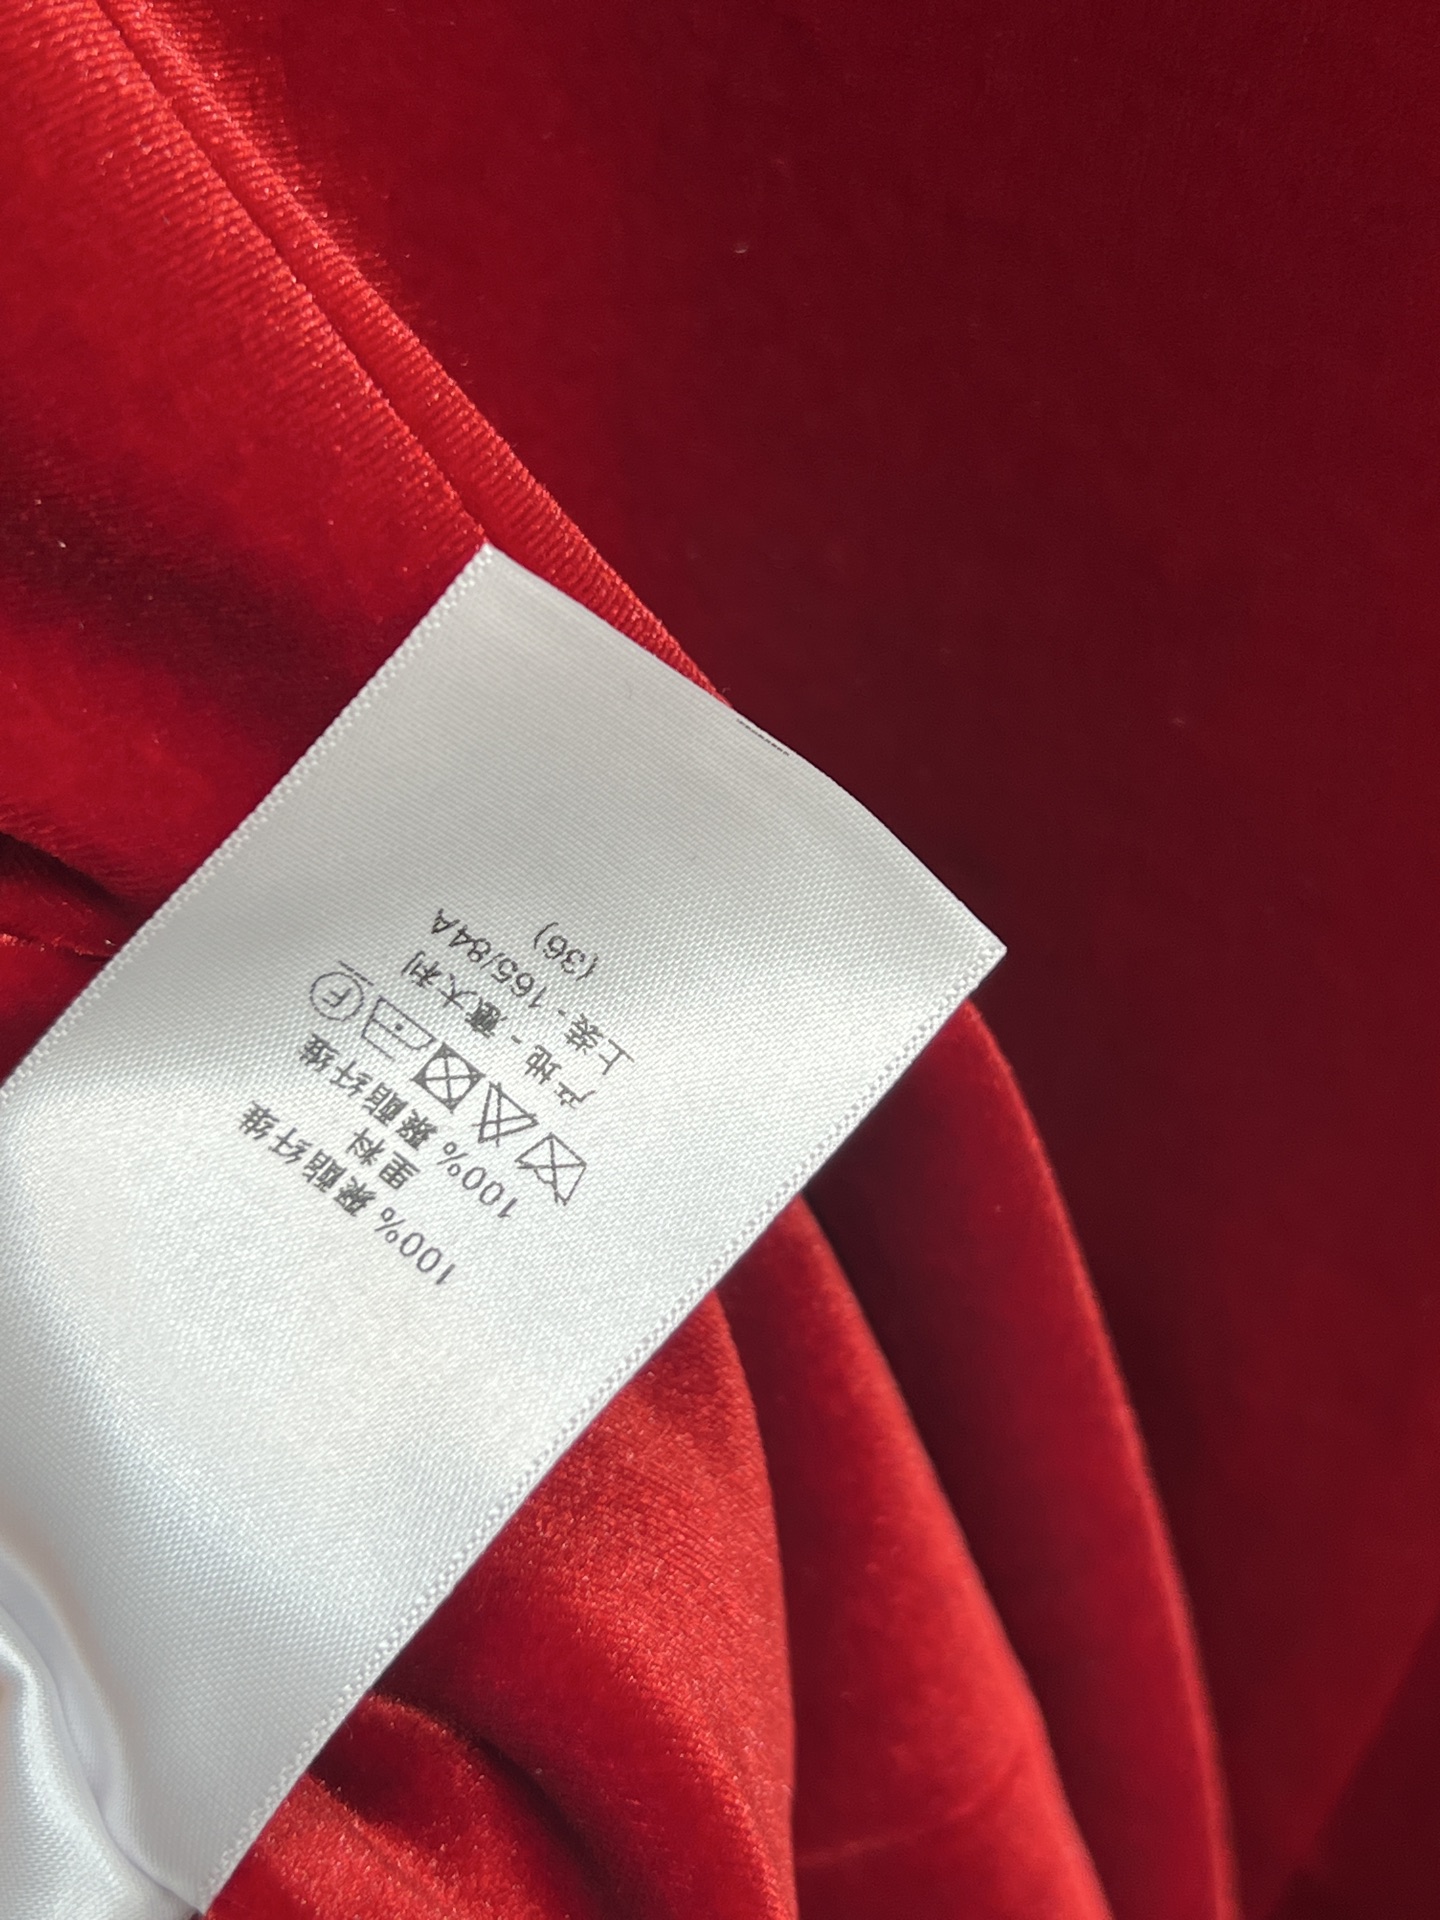 100% 聚酯纤维
里料
100% 聚酯纤维
F
产地 - 意大利
上装 - 165/84A
(36)